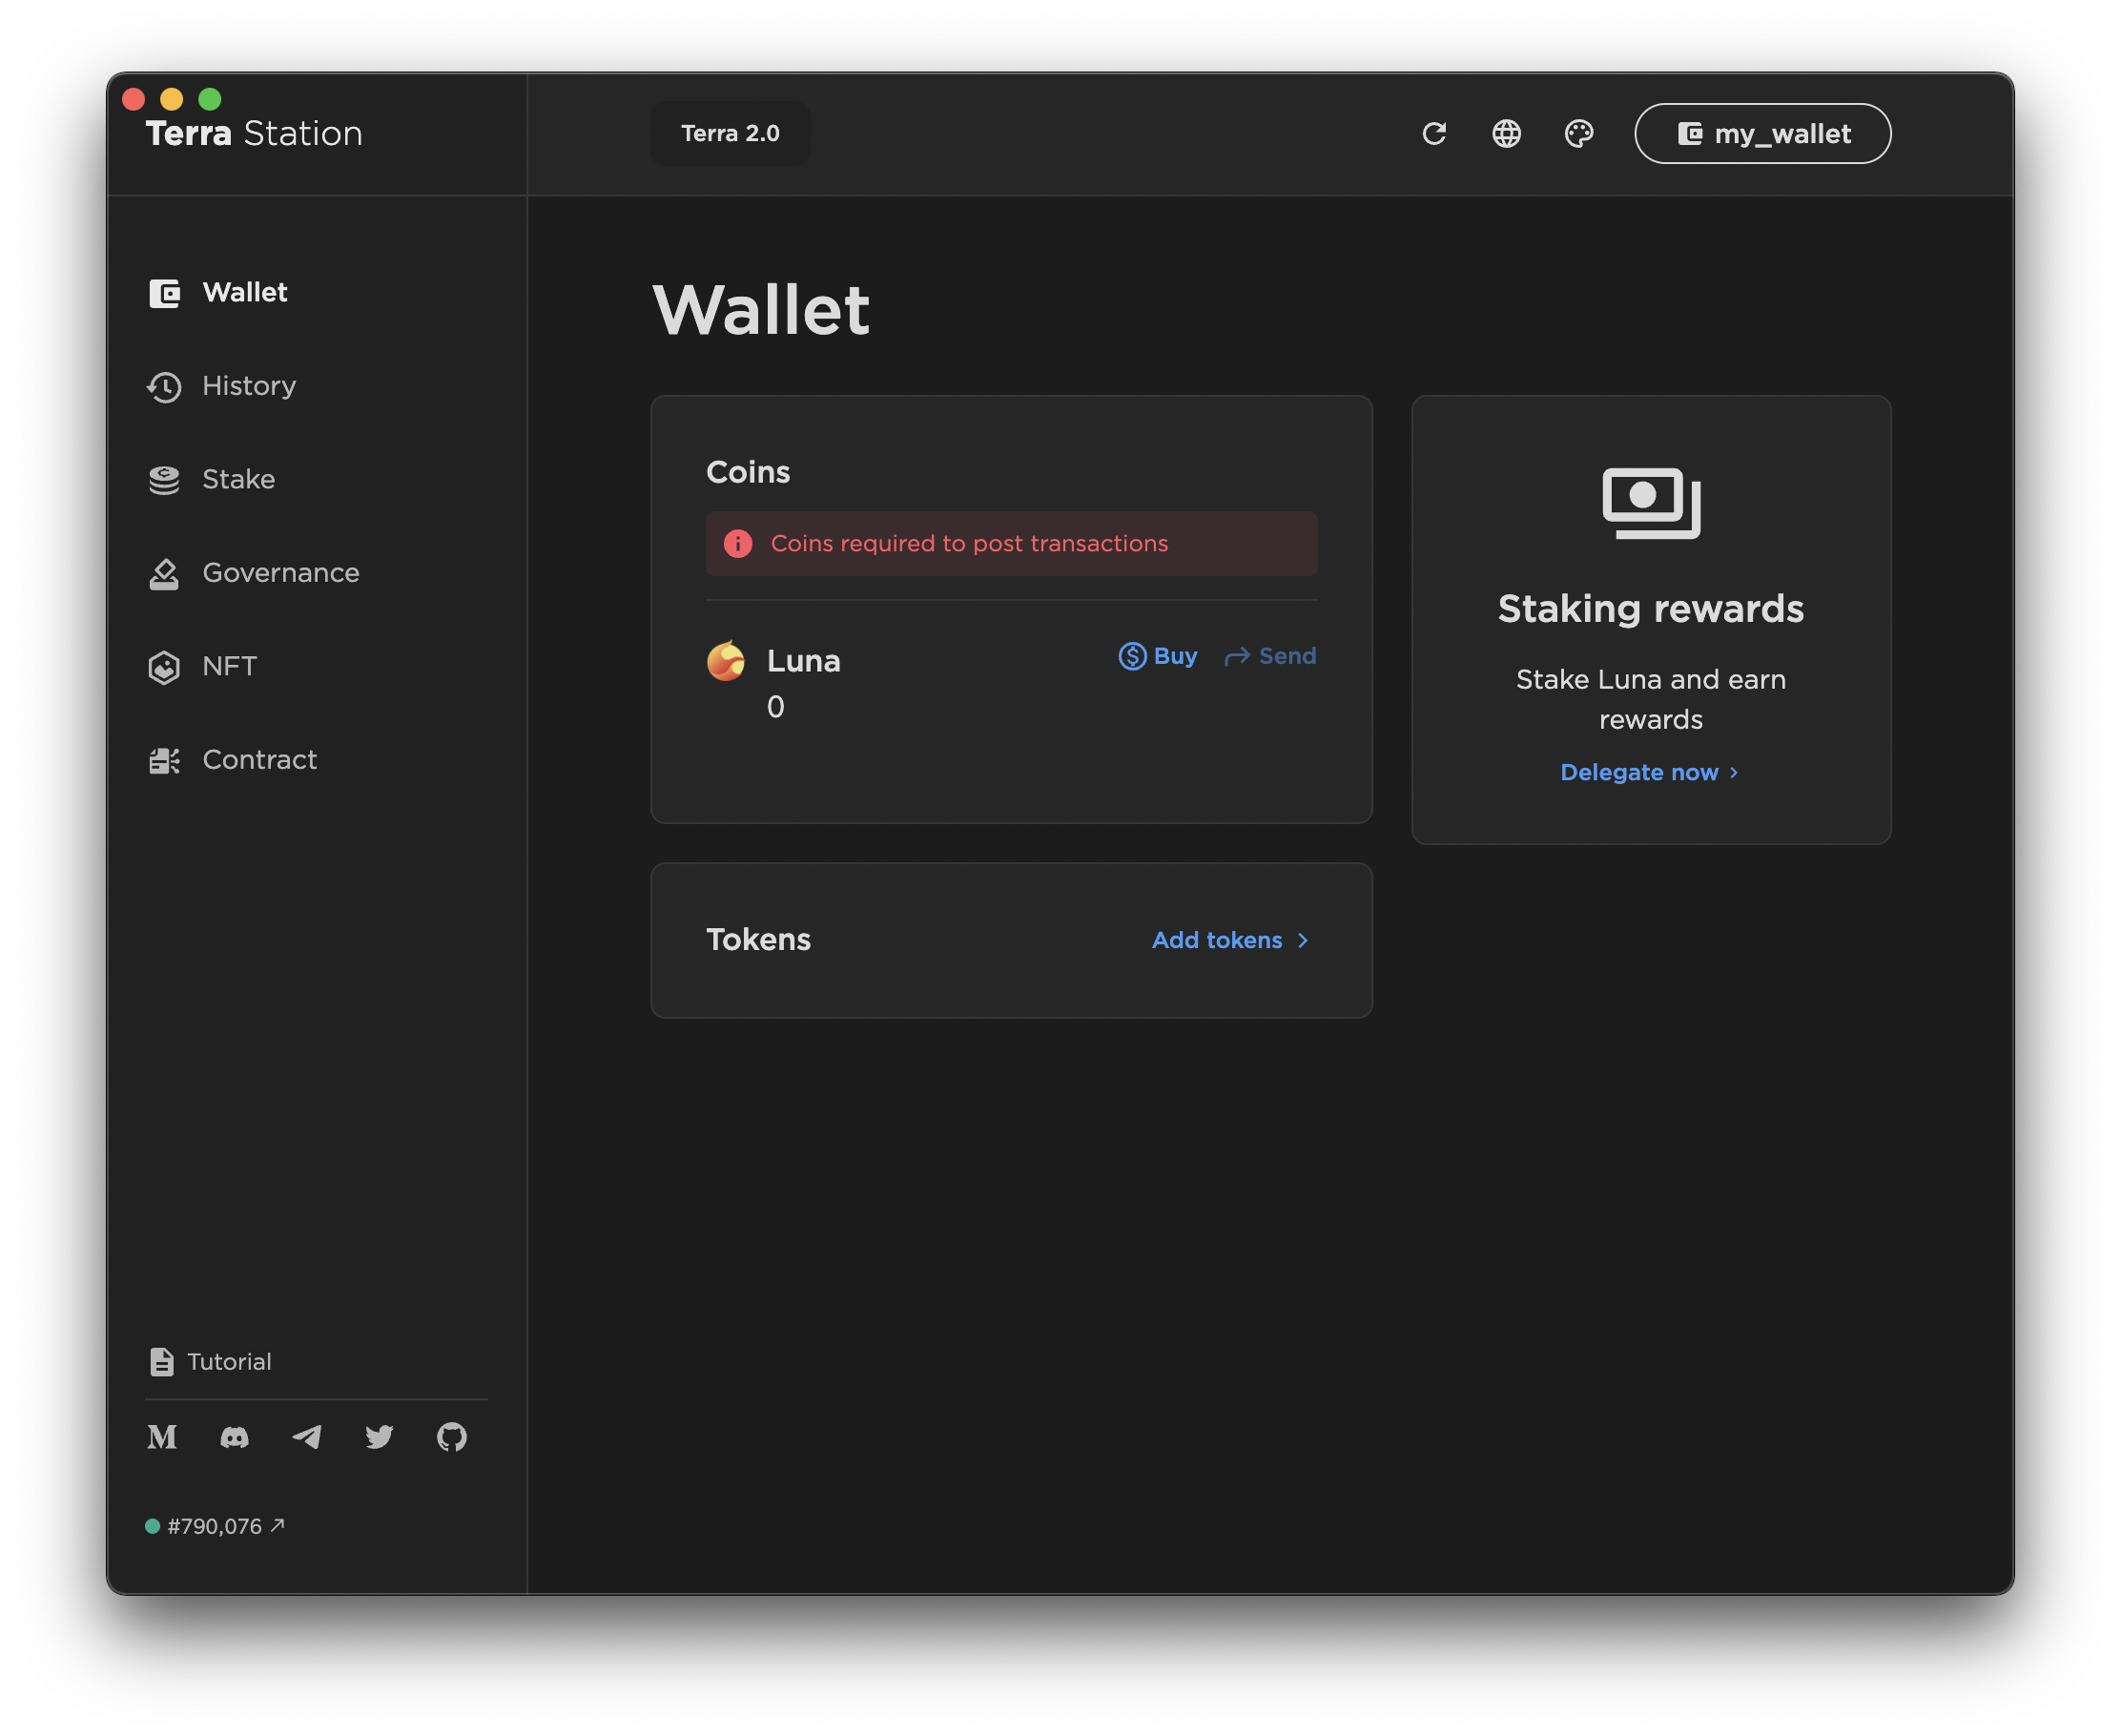 Terra Station
Terra 2.0
my_wallet
Wallet
History
Stake
Governance
NFT
Contract
Tutorial
#790,076
Wallet
Coins
Coins required to post transactions
Luna
0
Buy
Send
Tokens
Add tokens
Staking rewards
Stake Luna and earn
rewards
Delegate now